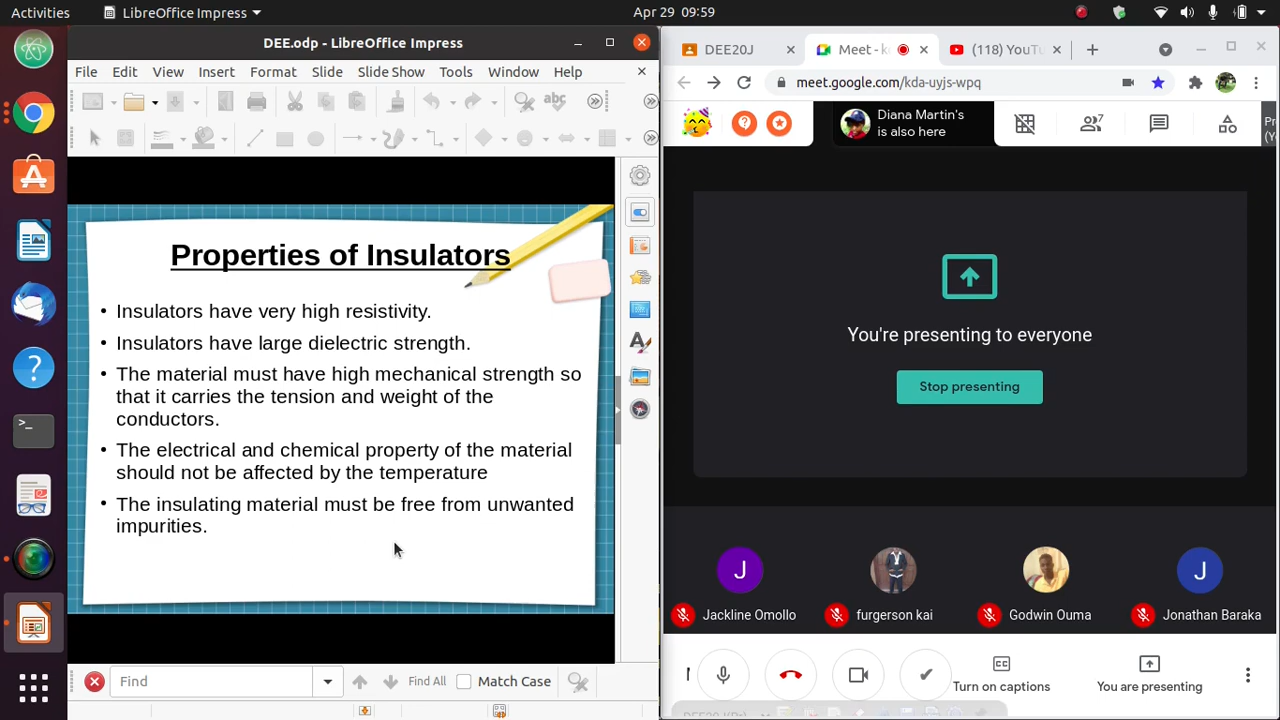 Activities
LibreOffice Impress
Apr 29 09:59
DEE.odp - LibreOffice Impress
File Edit View Insert Format Slide Slide Show Tools Window Help
abc
Properties of Insulators
• Insulators have very high resistivity.
• Insulators have large dielectric strength.
• The material must have high mechanical strength so
that it carries the tension and weight of the
conductors.
• The electrical and chemical property of the material
should not be affected by the temperature
• The insulating material must be free from unwanted
impurities.
Find
Find All
Match Case
DEE20J
Meet - k
(118) YouTu
meet.google.com/kda-uyjs-wpq
Diana Martin's
is also here
7
You're presenting to everyone
Stop presenting
J
J
Jackline Omollo
furgerson kai
Godwin Ouma
Jonathan Baraka
Turn on captions
You are presenting